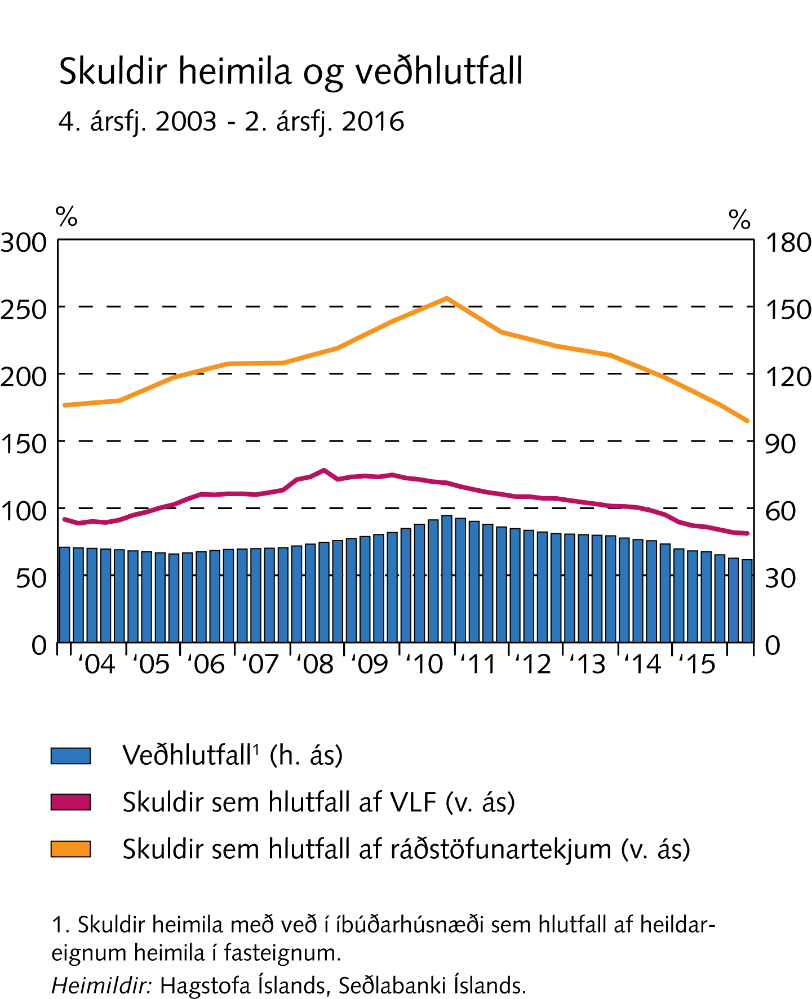 Skuldir heimila og veðhlutfall
4. ársfj. 2003 - 2. ársfj. 2016
% %
300 180
250 150
200 120
150 90
100 60
50 30
0 0
‘04 ‘05 ‘06 ‘07 ‘08 ‘09 ‘10 ‘11 ‘12 ‘13 ‘14 ‘15
Veðhlutfall¹ (h. ás)
Skuldir sem hlutfall af VLF (v. ás)
Skuldir sem hlutfall af ráðstöfunartekjum (v. ás)
1. Skuldir heimila með veð í íbúðarhúsnæði sem hlutfall af heildar-
eignum heimila í fasteignum.
Heimildir: Hagstofa Íslands, Seðlabanki Íslands.